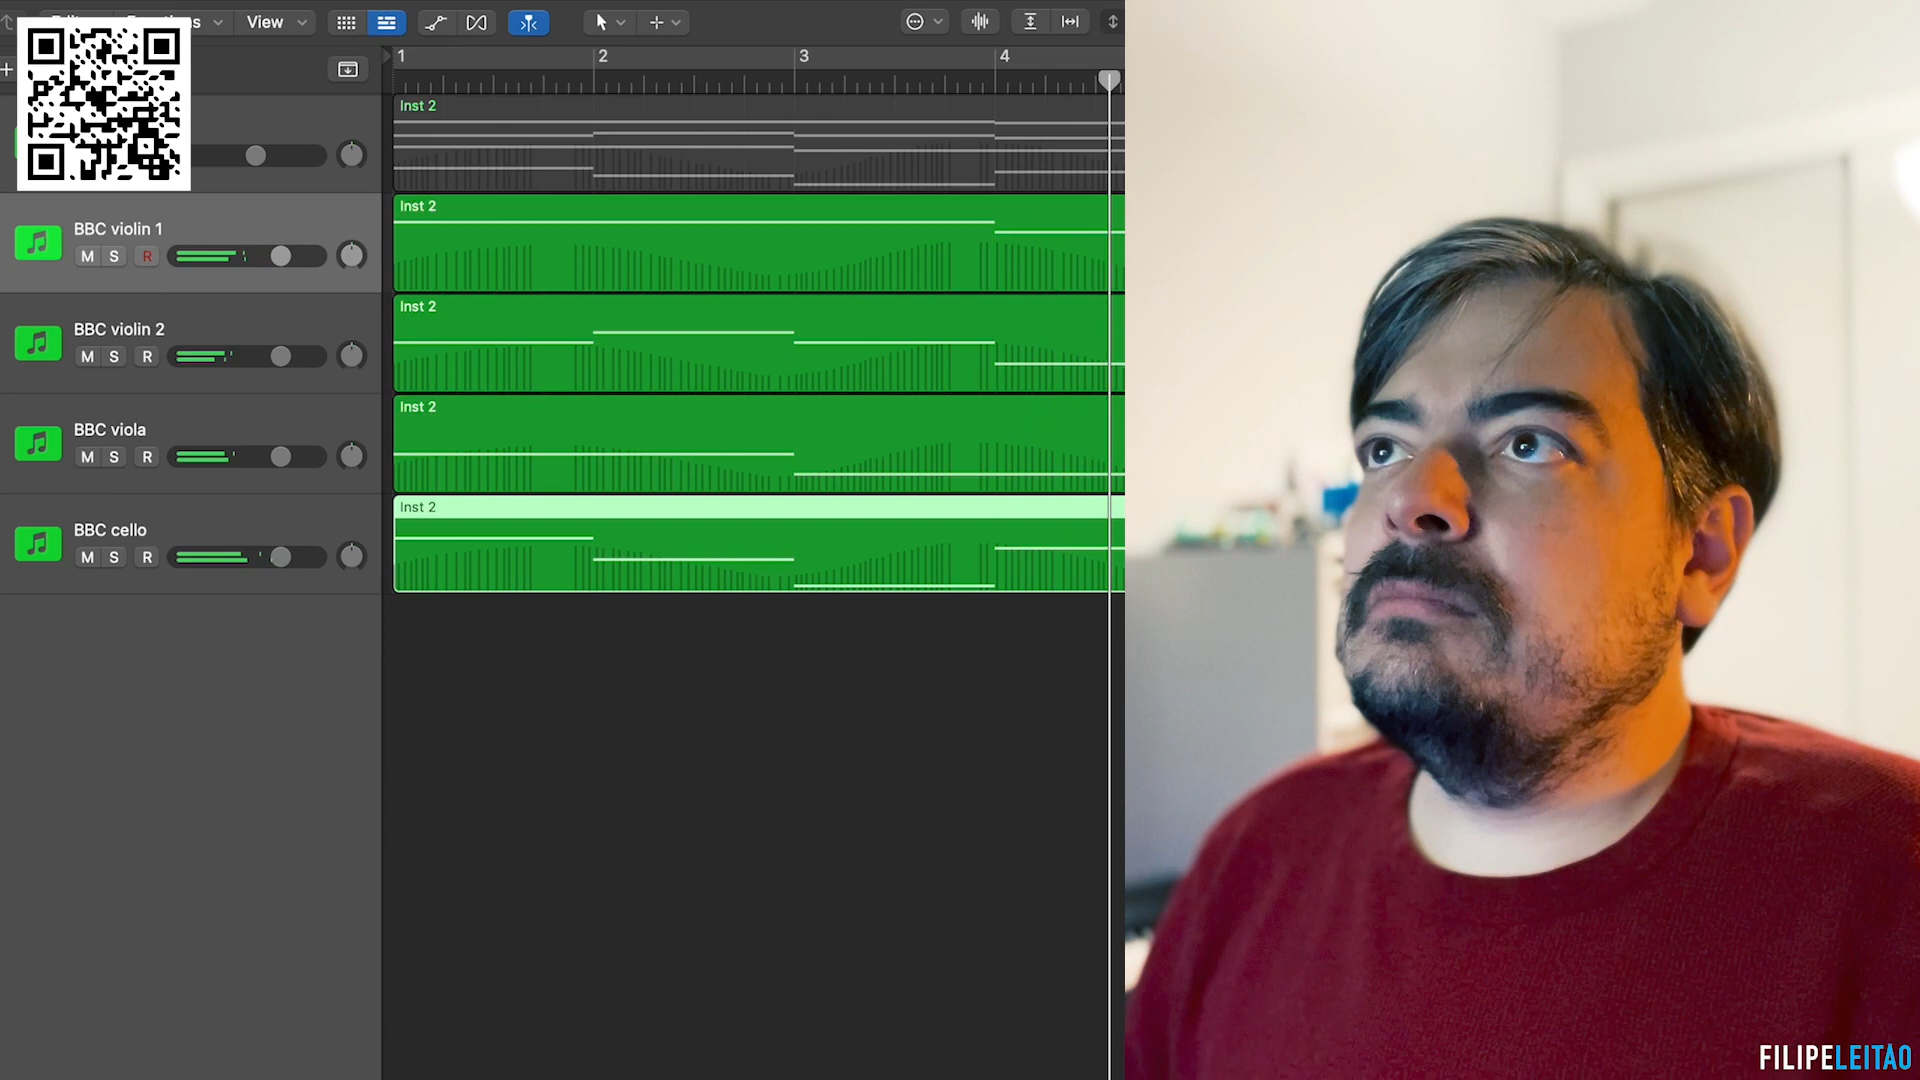 View
1 2 3 4
Inst 2
Inst 2
BBC violin 1
M S R
Inst 2
BBC violin 2
M S R
Inst 2
BBC viola
M S R
Inst 2
BBC cello
M S R
FILIPELEITÃO